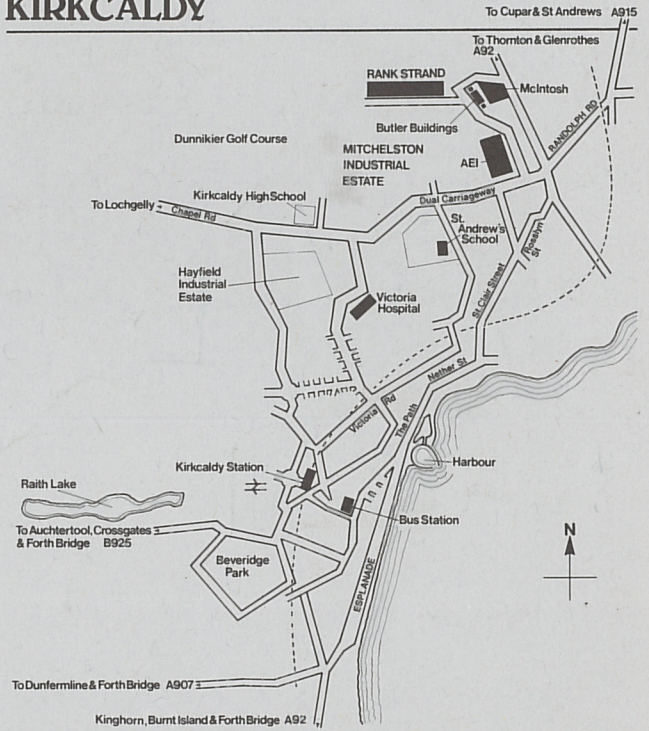 KIRKCALDY
To Cupar & St Andrews A915
To Thornton & Glenrothes
A92
RANK STRAND
McIntosh
Butler Buildings
RANDOLPH RD
Dunnikier Golf Course
MITCHELSTON
INDUSTRIAL
ESTATE
AEI
Kirkcaldy High School
Dual Carriageway
To Lochgelly
Chapel Rd
St.
Andrew's
School
Rosslyn
St
Hayfield
Industrial
Estate
Victoria
Hospital
St Clair Street
Nether St
Victoria Rd
The Path
Kirkcaldy Station
Harbour
Raith Lake
Bus Station
To Auchtertool, Crossgates
& Forth Bridge B925
N
Beveridge
Park
ESPLANADE
To Dunfermline & Forth Bridge A907
Kinghorn, Burnt Island & Forth Bridge A92